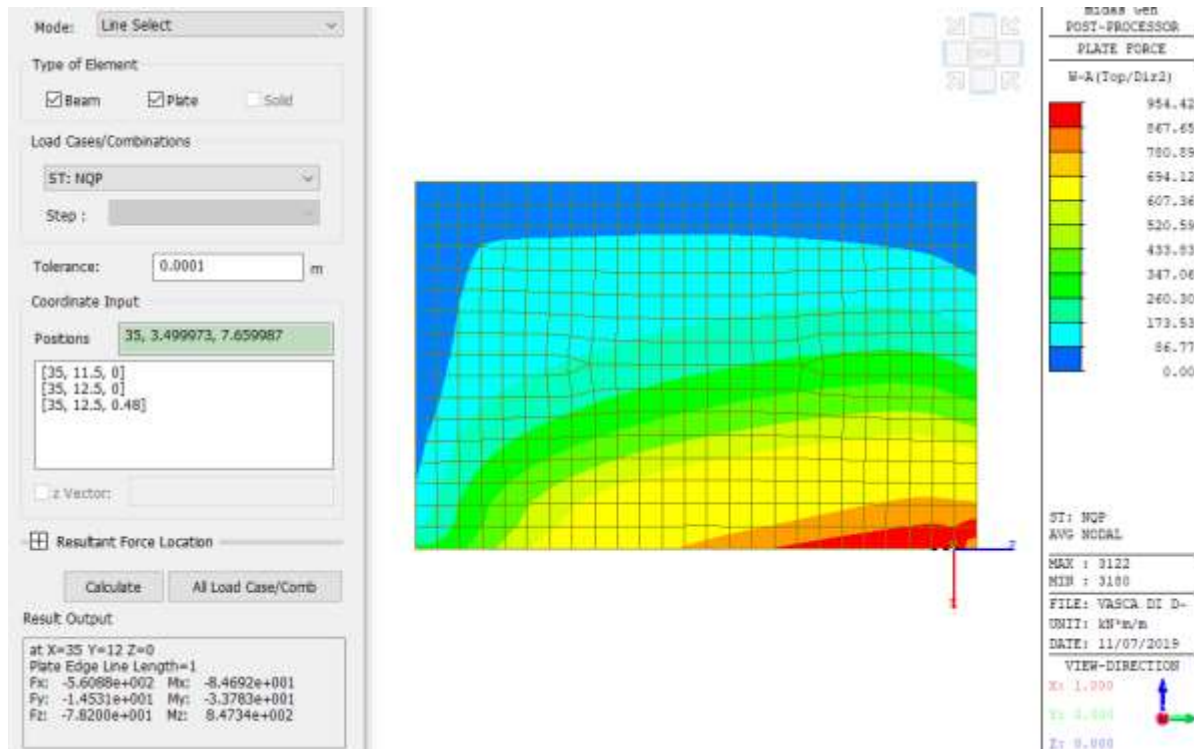 Mode: Line Select
Type of Element
Beam Plate Solid
Load Cases/Combinations
ST: NQP
Step :
Tolerance: 0.0001 m
Coordinate Input
Positions 35, 3.499973, 7.659987
[35, 11.5, 0]
[35, 12.5, 0]
[35, 12.5, 0.48]
z Vector:
Resultant Force Location
Calculate All Load Case/Comb
Result Output
at X=35 Y=12 Z=0
Plate Edge Line Length=1
Fx: -5.6088e+002 Mx: -8.4692e+001
Fy: -1.4531e+001 My: -3.3783e+001
Fz: -7.8200e+001 Mz: 8.4734e+002
midas Gen
POST-PROCESSOR
PLATE FORCE
W-A(Top/Dir2)
954.42
867.65
780.89
694.12
607.36
520.59
433.83
347.06
260.30
173.53
86.77
0.00
ST: NQP
AVG NODAL
MAX : 3122
MIN : 3180
FILE: VASCA DI D~
UNIT: kN*m/m
DATE: 11/07/2019
VIEW-DIRECTION
X: 1.000
Y: 0.000
Z: 0.000